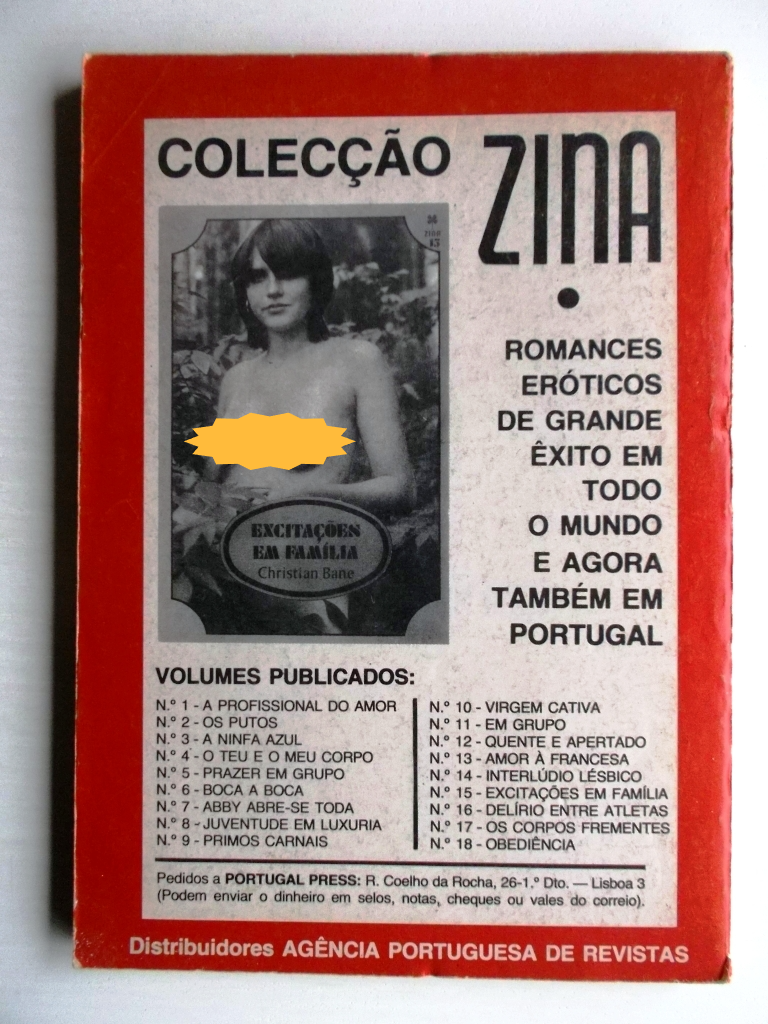 COLECÇÃO ZINA
ZINA
15
EXCITAÇÕES
EM FAMÍLIA
Christian Bane
ROMANCES
ERÓTICOS
DE GRANDE
ÊXITO EM
TODO
O MUNDO
E AGORA
TAMBÉM EM
PORTUGAL
VOLUMES PUBLICADOS:
N.º 1 - A PROFISSIONAL DO AMOR
N.º 2 - OS PUTOS
N.º 3 - A NINFA AZUL
N.º 4 - O TEU E O MEU CORPO
N.º 5 - PRAZER EM GRUPO
N.º 6 - BOCA A BOCA
N.º 7 - ABBY ABRE-SE TODA
N.º 8 - JUVENTUDE EM LUXURIA
N.º 9 - PRIMOS CARNAIS
N.º 10 - VIRGEM CATIVA
N.º 11 - EM GRUPO
N.º 12 - QUENTE E APERTADO
N.º 13 - AMOR À FRANCESA
N.º 14 - INTERLÚDIO LÉSBICO
N.º 15 - EXCITAÇÕES EM FAMÍLIA
N.º 16 - DELÍRIO ENTRE ATLETAS
N.º 17 - OS CORPOS FREMENTES
N.º 18 - OBEDIÊNCIA
Pedidos a PORTUGAL PRESS: R. Coelho da Rocha, 26-1.º Dto. — Lisboa 3
(Podem enviar o dinheiro em selos, notas, cheques ou vales do correio).
Distribuidores AGÊNCIA PORTUGUESA DE REVISTAS